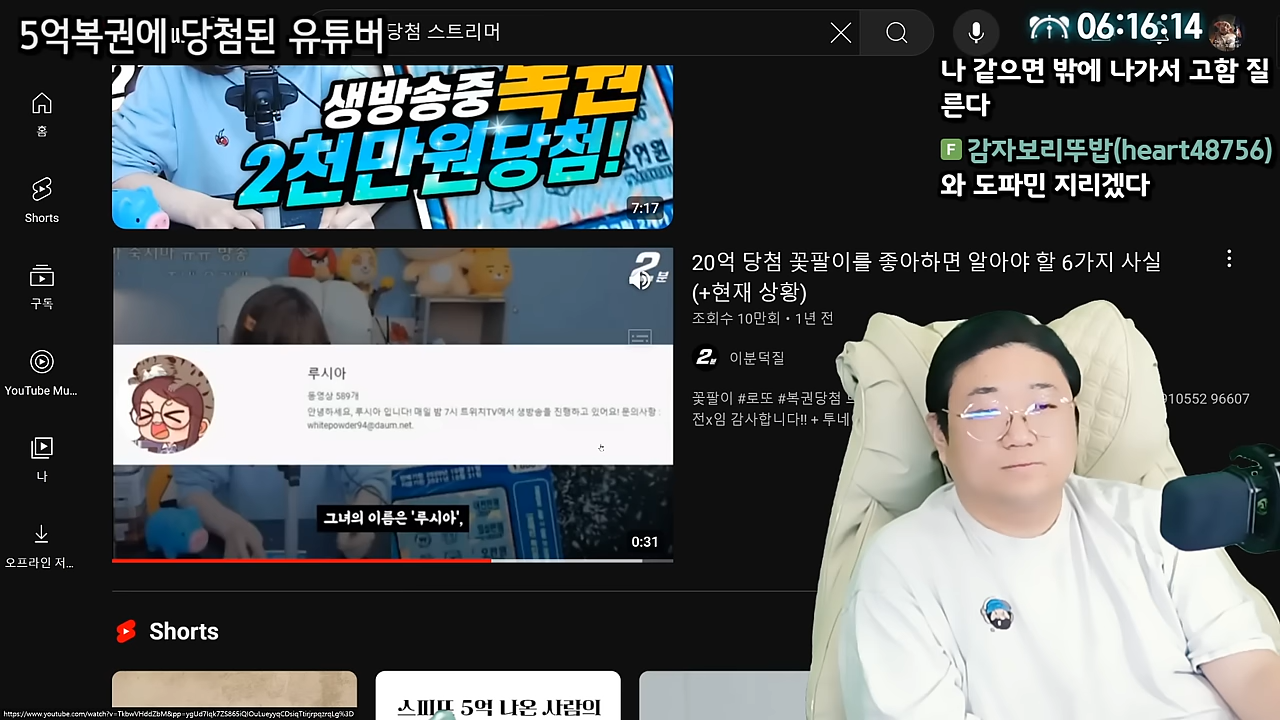 5억복권에 당첨된 유튜버
당첨 스트리머
06:16:14
나 같으면 밖에 나가서 고함 질
른다
F 감자보리뚜밥(heart48756)
와 도파민 지리겠다
홈
Shorts
구독
YouTube Mu...
나
오프라인 저...
생방송중 복권
2천만원당첨!
7:17
2분
루시아
동영상 589개
안녕하세요, 루시아 입니다! 매일 밤 7시 트위치TV에서 생방송을 진행하고 있어요! 문의사항 :
whitepowder94@daum.net.
그녀의 이름은 '루시아',
0:31
20억 당첨 꽃팔이를 좋아하면 알아야 할 6가지 사실
(+현재 상황)
조회수 10만회 • 1년 전
2. 이분덕질
꽃팔이 #로또 #복권당첨
910552 96607
전x임 감사합니다!! + 투네
Shorts
스피또 5억 나온 사람의